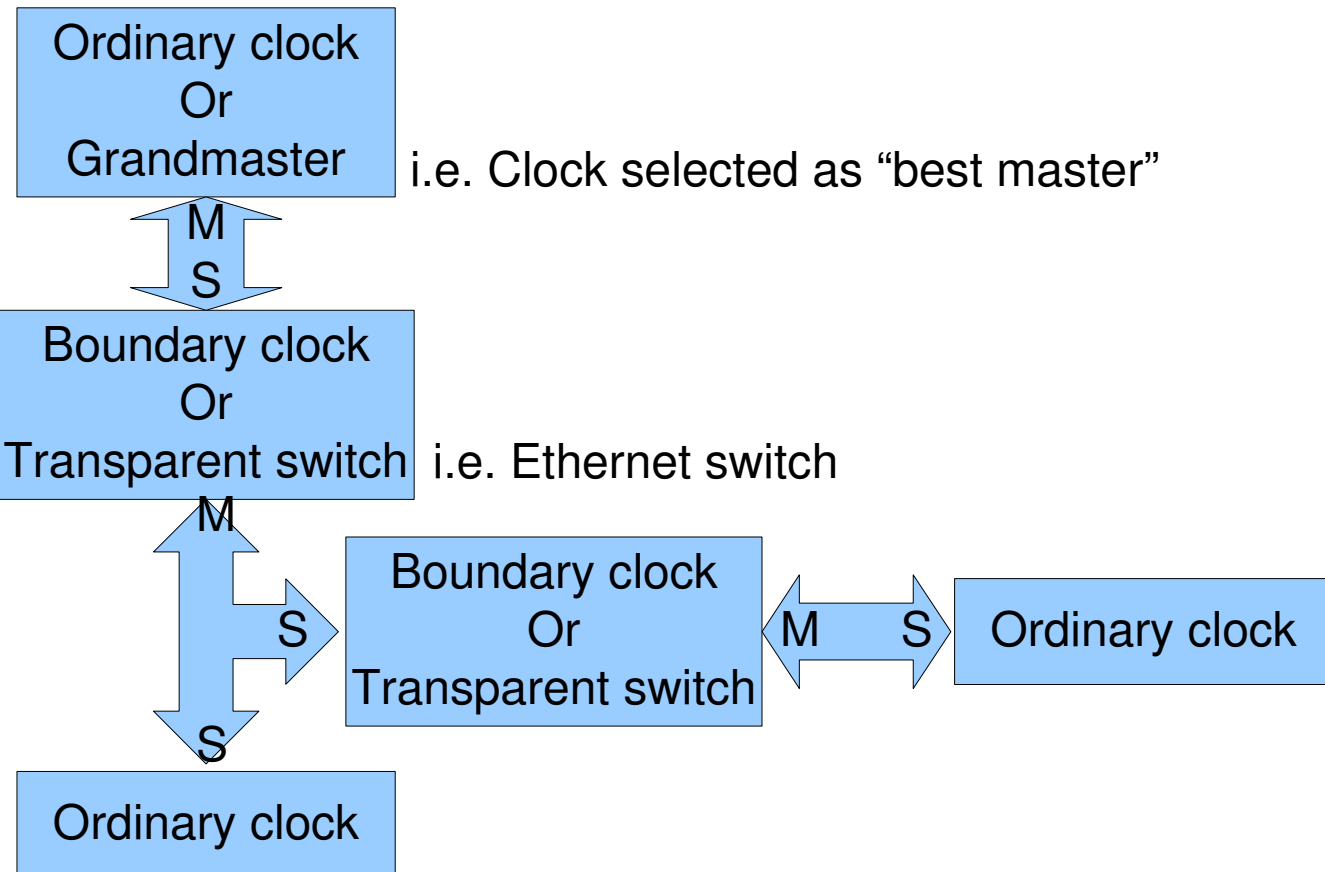 Ordinary clock
Or
Grandmaster
i.e. Clock selected as “best master”
M
S
Boundary clock
Or
Transparent switch
i.e. Ethernet switch
M
S
Boundary clock
Or
Transparent switch
M S
Ordinary clock
S
Ordinary clock